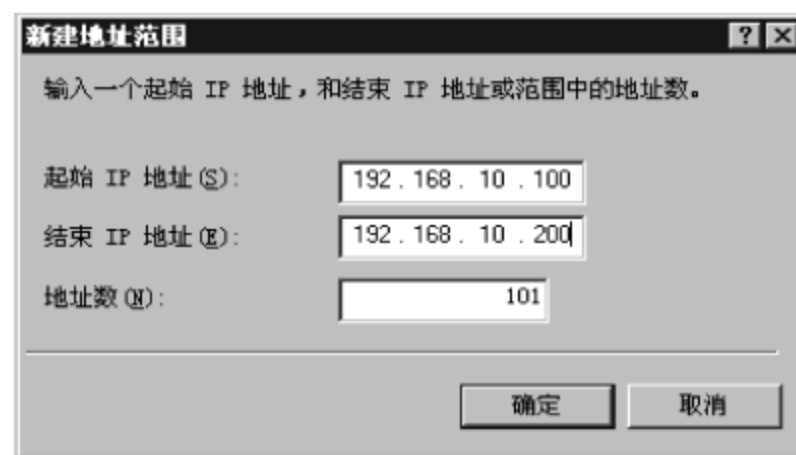 新建地址范围
? ×
输入一个起始 IP 地址，和结束 IP 地址或范围中的地址数。
起始 IP 地址(S)： 192 . 168 . 10 . 100
结束 IP 地址(E)： 192 . 168 . 10 . 200
地址数(N)： 101
确定 取消